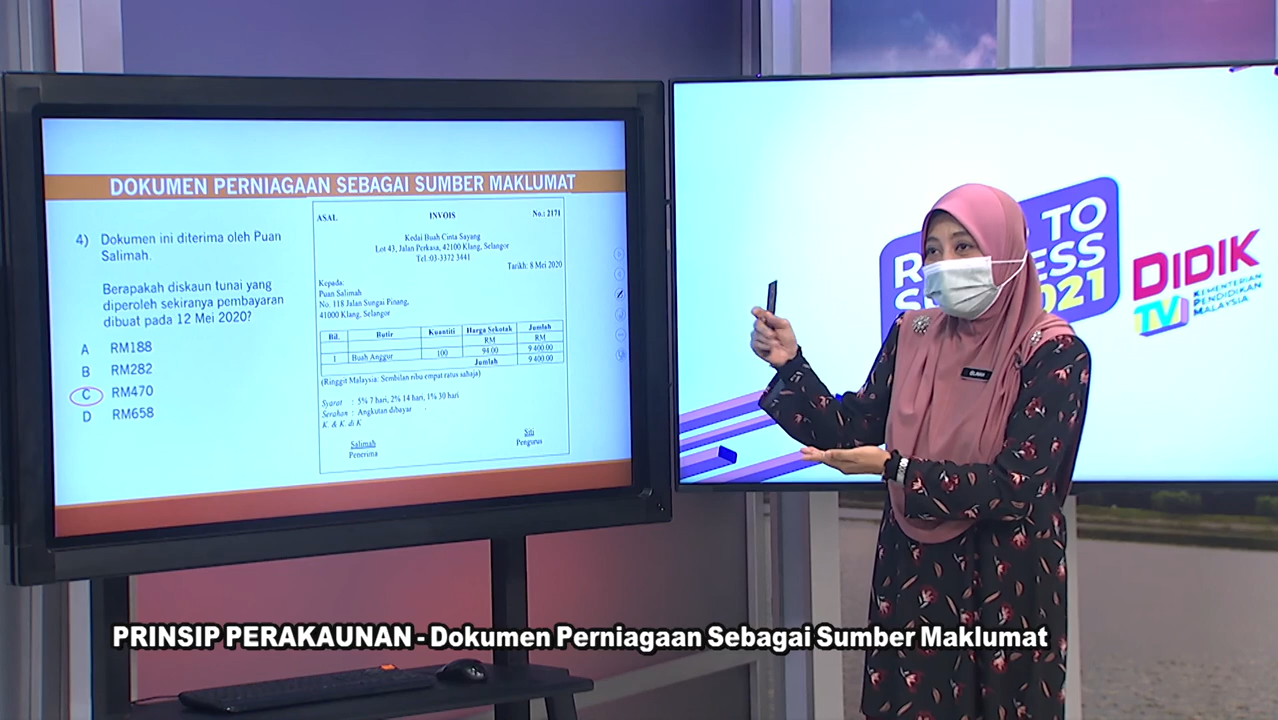 DOKUMEN PERNIAGAAN SEBAGAI SUMBER MAKLUMAT
4) Dokumen ini diterima oleh Puan
Salimah.
Berapakah diskaun tunai yang
diperoleh sekiranya pembayaran
dibuat pada 12 Mei 2020?
A RM188
B RM282
C RM470
D RM658
ASAL INVOIS No.: 2171
Kedai Buah Cinta Sayang
Lot 43, Jalan Perkasa, 42100 Klang, Selangor
Tel.:03-3372 3441
Tarikh: 8 Mei 2020
Kepada:
Puan Salimah
No. 118 Jalan Sungai Pinang,
41000 Klang, Selangor
Bil. Butir Kuantiti Harga Sekotak Jumlah
RM RM
1 Buah Anggur 100 94.00 9 400.00
Jumlah 9 400.00
(Ringgit Malaysia: Sembilan ribu empat ratus sahaja)
Syarat : 5% 7 hari, 2% 14 hari, 1% 30 hari
Serahan : Angkutan dibayar
K. & K. di K
Salimah Siti
Penerima Pengurus
TO
ESS
2021
DIDIK
TV
KEMENTERIAN
PENDIDIKAN
MALAYSIA
PRINSIP PERAKAUNAN - Dokumen Perniagaan Sebagai Sumber Maklumat